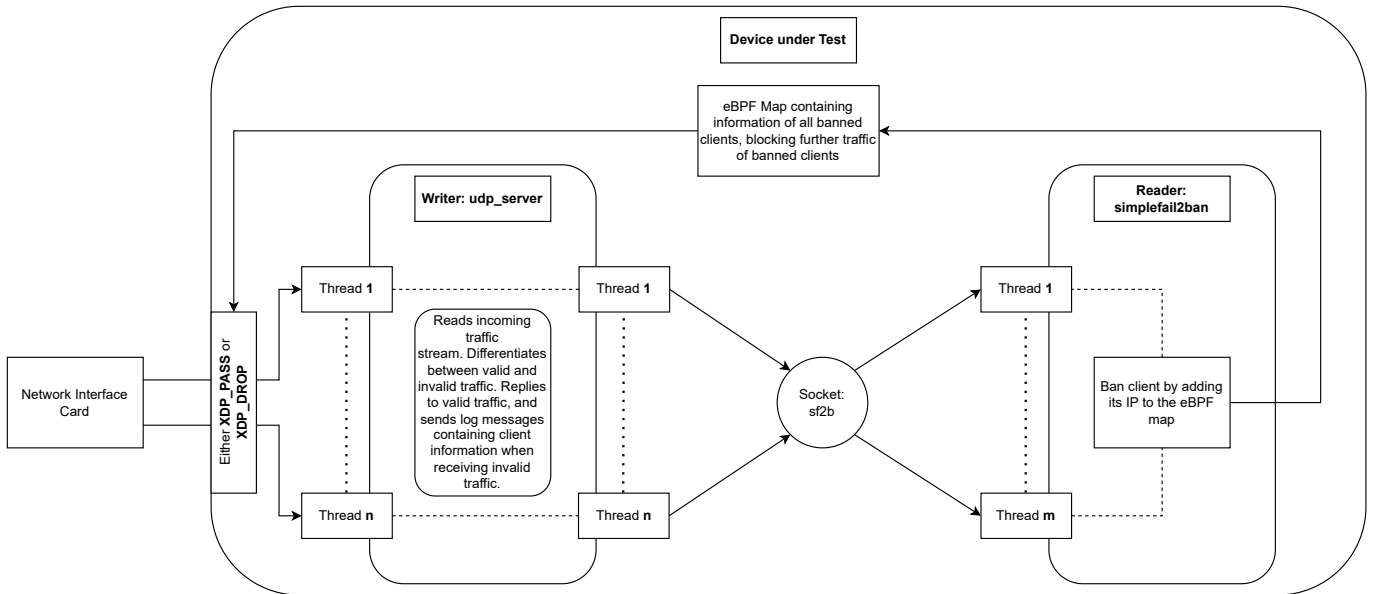 Device under Test
eBPF Map containing
information of all banned
clients, blocking further traffic
of banned clients
Writer: udp_server
Reader:
simplefail2ban
Thread 1
Thread 1
Thread 1
Reads incoming
traffic
stream. Differentiates
between valid and
invalid traffic. Replies
to valid traffic, and
sends log messages
containing client
information when
receiving invalid
traffic.
Network Interface
Card
Either XDP_PASS or
XDP_DROP
Socket:
sf2b
Ban client by adding
its IP to the eBPF
map
Thread n
Thread n
Thread m